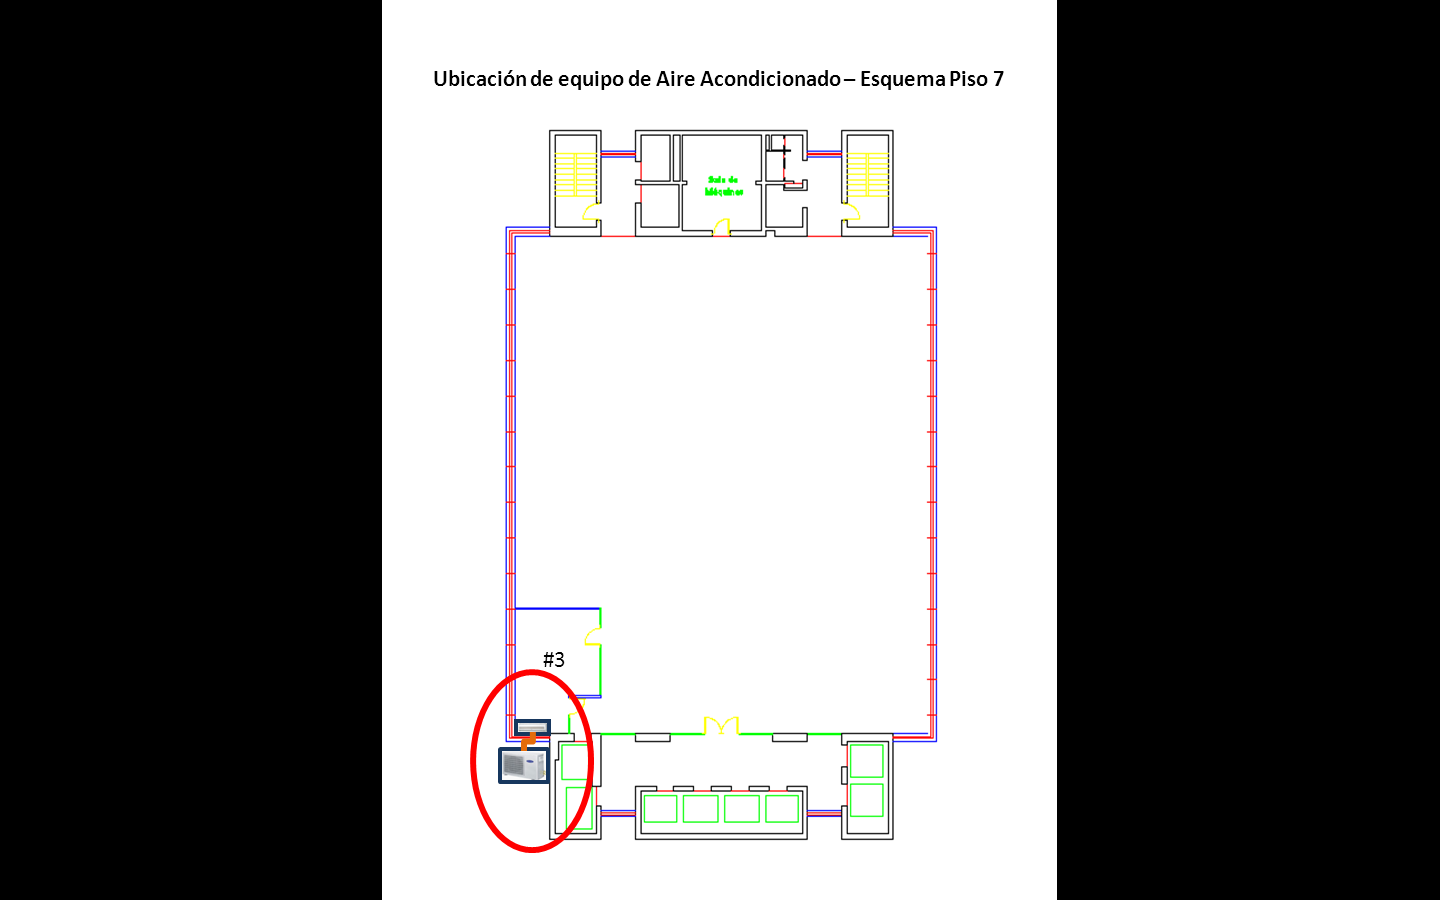 Ubicación de equipo de Aire Acondicionado – Esquema Piso 7
Sala de
Máquinas
#3